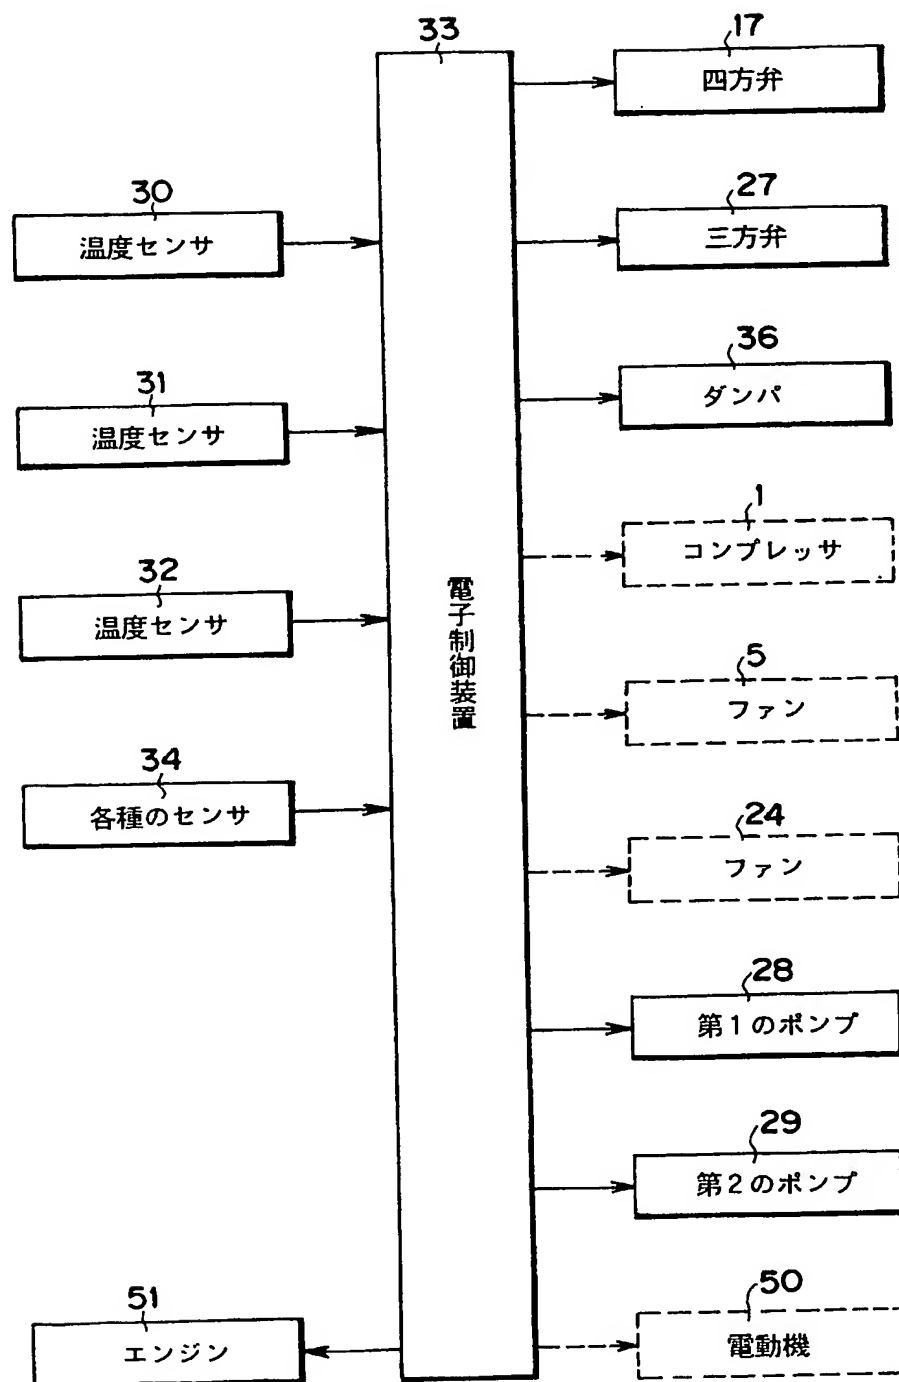 33
17
四方弁
30
温度センサ
27
三方弁
31
温度センサ
36
ダンパ
1
コンプレッサ
32
温度センサ
電子制御装置
5
ファン
34
各種のセンサ
24
ファン
28
第1のポンプ
29
第2のポンプ
51
エンジン
50
電動機